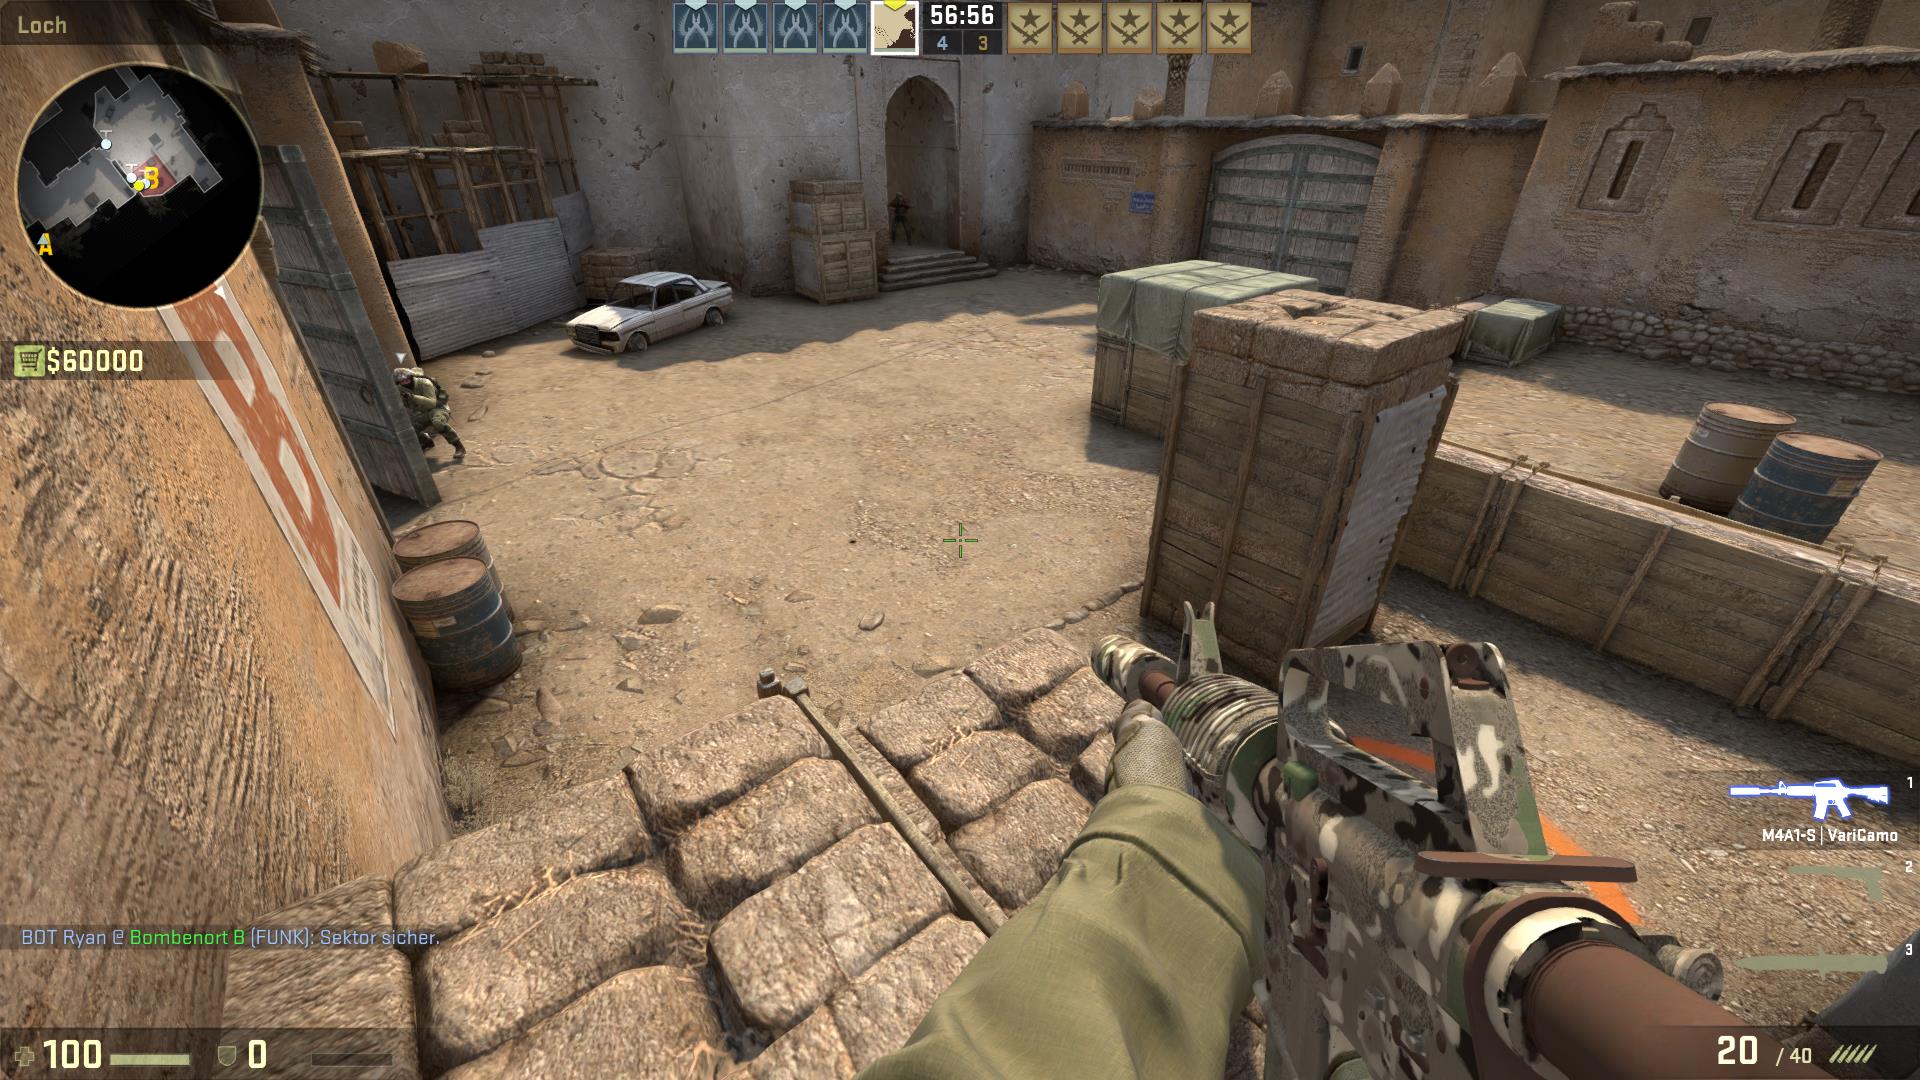 Loch
56:56
4 3
B
A
$60000
1
M4A1-S | VariCamo
2
3
BOT Ryan @ Bombenort B (FUNK): Sektor sicher.
100 0
20 / 40